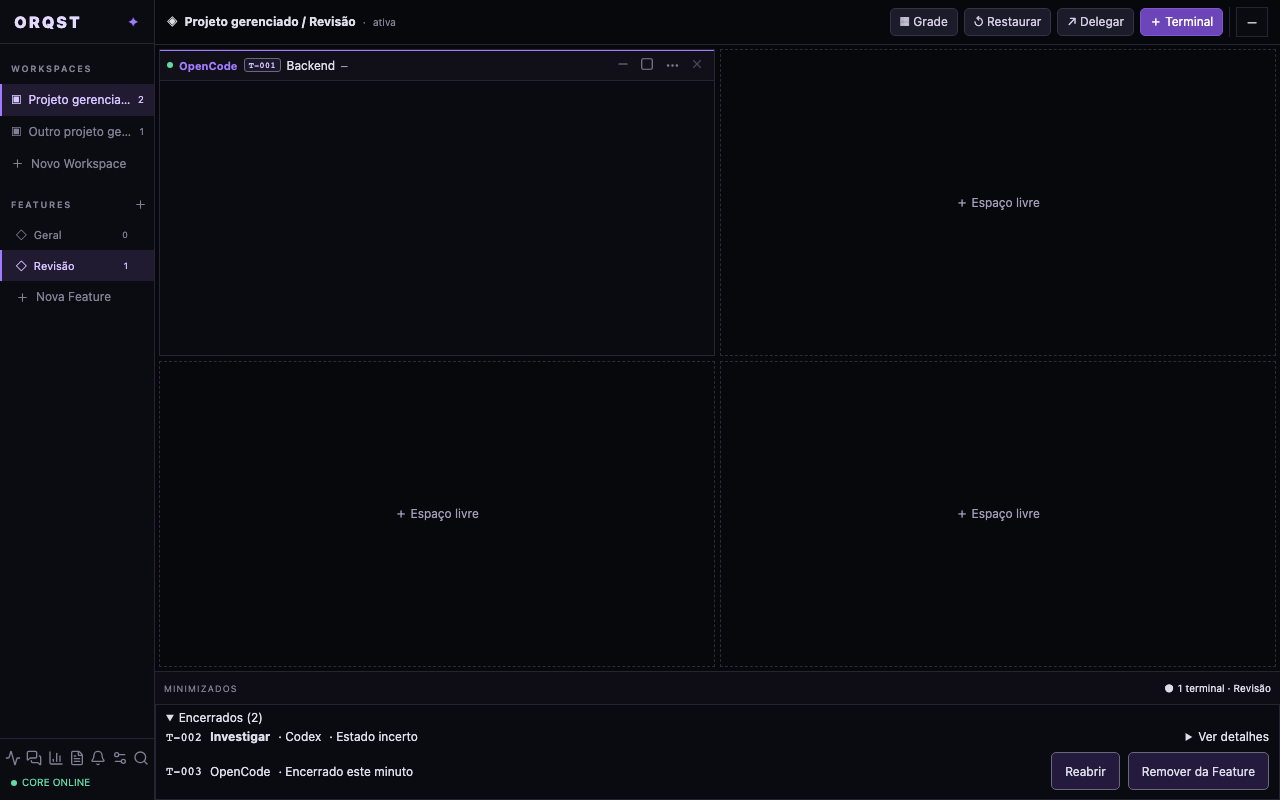 ORQST
WORKSPACES
Projeto gerencia... 2
Outro projeto ge... 1
+ Novo Workspace
FEATURES +
Geral 0
Revisão 1
+ Nova Feature
CORE ONLINE
Projeto gerenciado / Revisão · ativa
Grade
Restaurar
Delegar
+ Terminal
OpenCode T-001 Backend —
+ Espaço livre
+ Espaço livre
+ Espaço livre
MINIMIZADOS
1 terminal · Revisão
Encerrados (2)
T-002 Investigar · Codex · Estado incerto
Ver detalhes
T-003 OpenCode · Encerrado este minuto
Reabrir
Remover da Feature